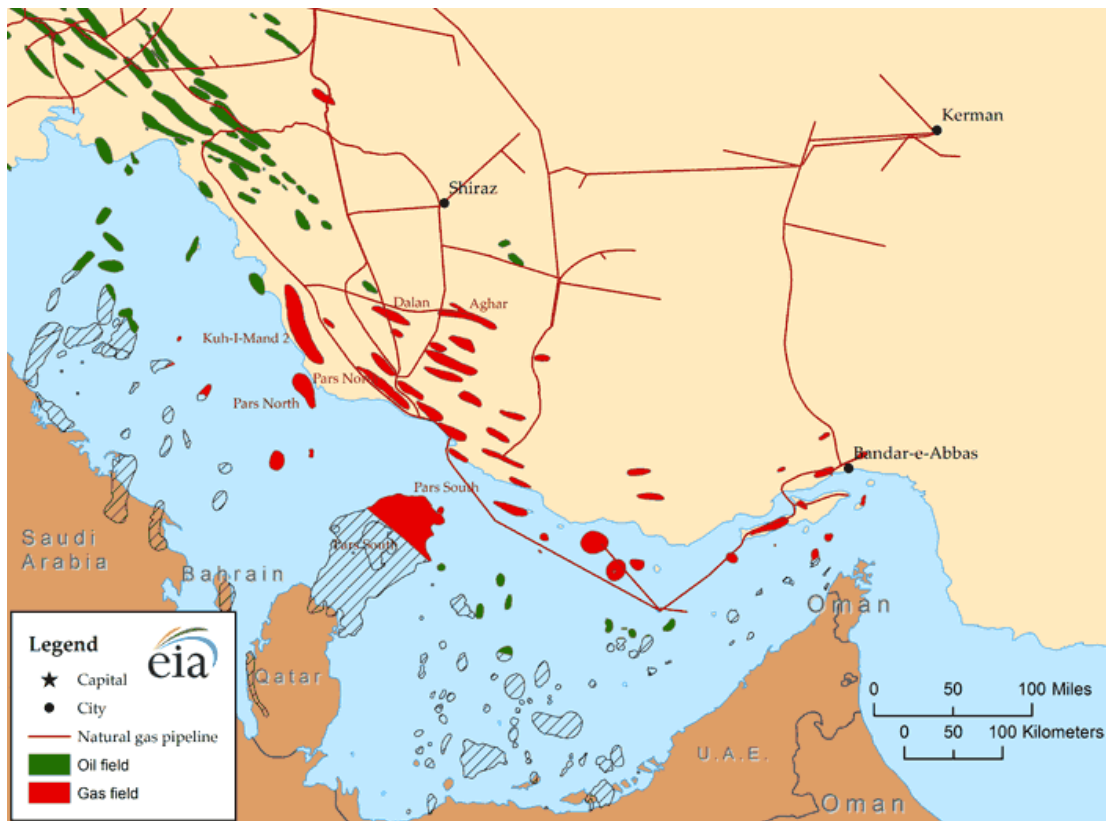 Kerman
Shiraz
Dalan
Aghar
Kuh-I-Mand 2
Pars Nor
Pars North
Bandar-e-Abbas
Pars South
Pars South
Saudi
Arabia
Bahrain
Oman
Qatar
U.A.E.
Oman
Legend
eia
Capital
City
Natural gas pipeline
Oil field
Gas field
0 50 100 Miles
0 50 100 Kilometers